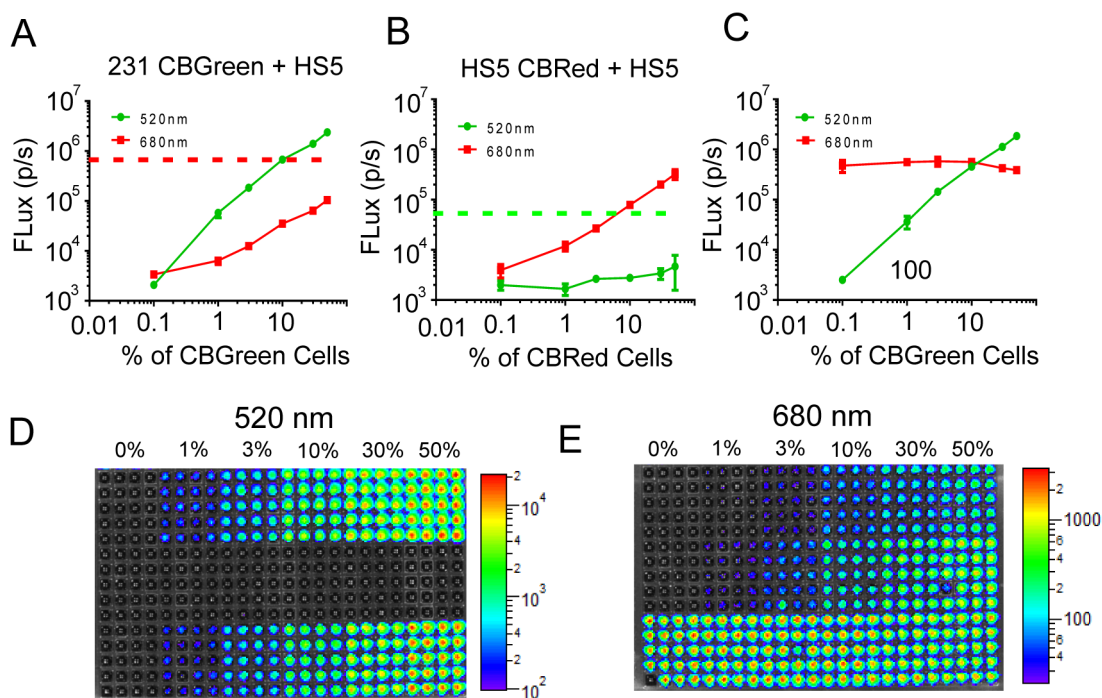 A
231 CBGreen + HS5
10^7
10^6
10^5
10^4
10^3
FLux (p/s)
520nm
680nm
0.01
0.1
1
10
% of CBGreen Cells
B
HS5 CBRed + HS5
10^7
10^6
10^5
10^4
10^3
FLux (p/s)
520nm
680nm
0.01
0.1
1
10
% of CBRed Cells
C
10^7
10^6
10^5
10^4
10^3
FLux (p/s)
520nm
680nm
100
0.01
0.1
1
10
% of CBGreen Cells
D
520 nm
0% 1% 3% 10% 30% 50%
2
10^4
6
4
2
10^3
6
4
2
10^2
E
680 nm
0% 1% 3% 10% 30% 50%
2
1000
6
4
2
100
6
4